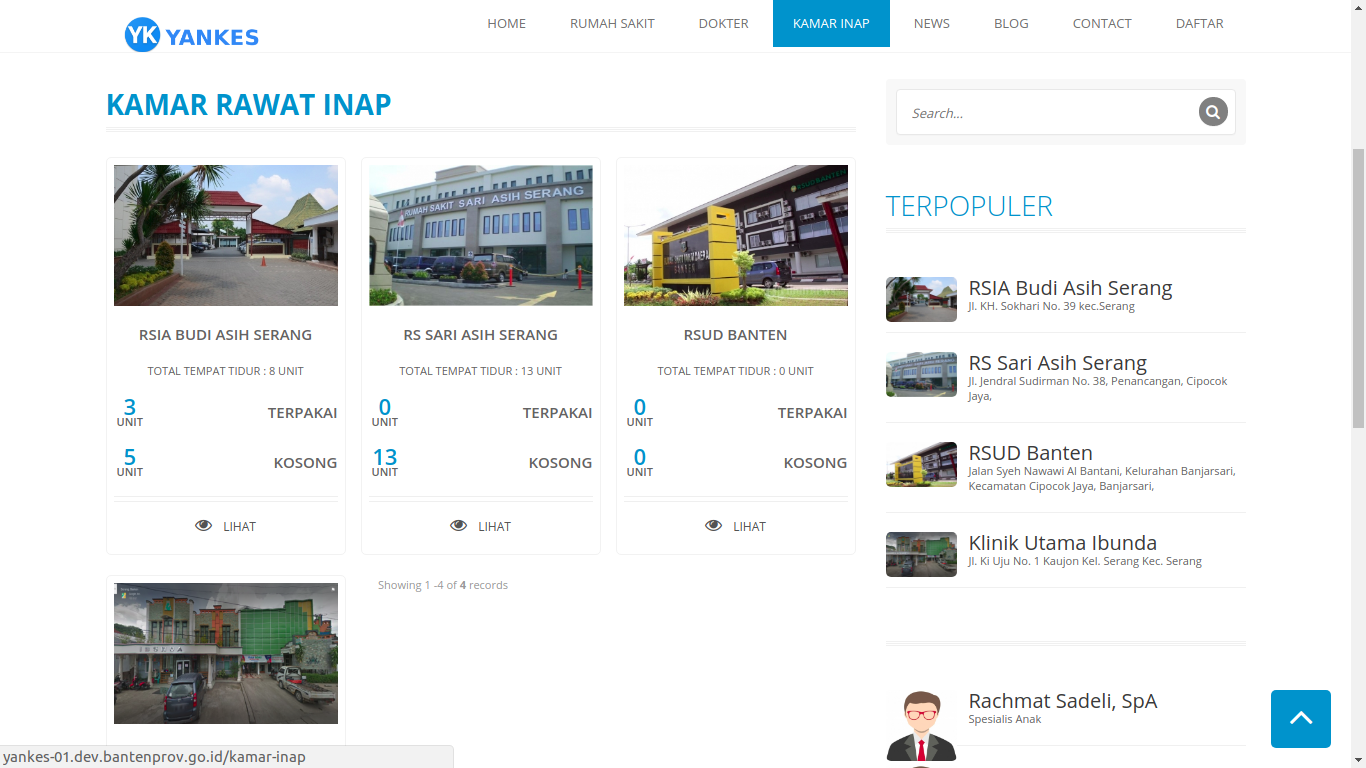 YK YANKES
HOME
RUMAH SAKIT
DOKTER
KAMAR INAP
NEWS
BLOG
CONTACT
DAFTAR
KAMAR RAWAT INAP
RUMAH SAKIT SARI ASIH SERANG
RSUD BANTEN
RSIA BUDI ASIH SERANG
TOTAL TEMPAT TIDUR : 8 UNIT
3
UNIT
TERPAKAI
5
UNIT
KOSONG
LIHAT
RS SARI ASIH SERANG
TOTAL TEMPAT TIDUR : 13 UNIT
0
UNIT
TERPAKAI
13
UNIT
KOSONG
LIHAT
RSUD BANTEN
TOTAL TEMPAT TIDUR : 0 UNIT
0
UNIT
TERPAKAI
0
UNIT
KOSONG
LIHAT
Showing 1 -4 of 4 records
Search...
TERPOPULER
RSIA Budi Asih Serang
Jl. KH. Sokhari No. 39 kec.Serang
RS Sari Asih Serang
Jl. Jendral Sudirman No. 38, Penancangan, Cipocok
Jaya,
RSUD Banten
Jalan Syeh Nawawi Al Bantani, Kelurahan Banjarsari,
Kecamatan Cipocok Jaya, Banjarsari,
Klinik Utama Ibunda
Jl. Ki Uju No. 1 Kaujon Kel. Serang Kec. Serang
Rachmat Sadeli, SpA
Spesialis Anak
yankes-01.dev.bantenprov.go.id/kamar-inap